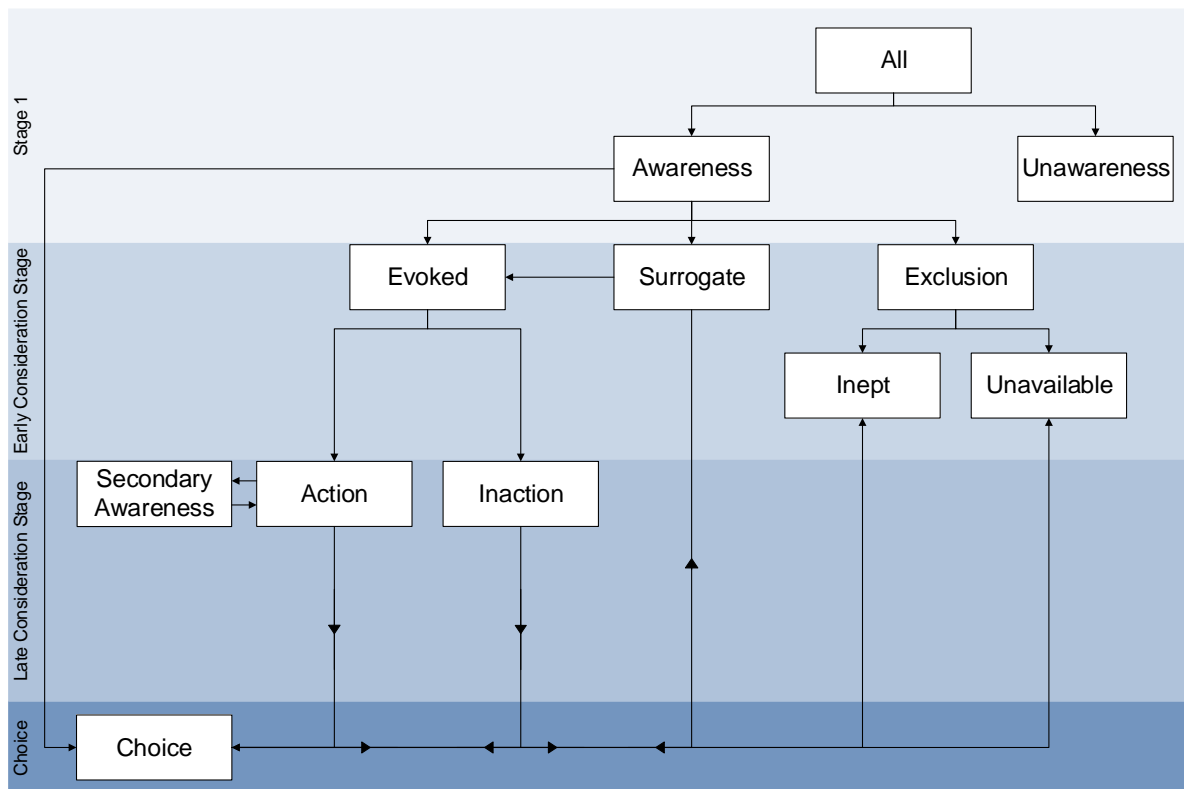 Stage 1
All
Awareness
Unawareness
Early Consideration Stage
Evoked
Surrogate
Exclusion
Inept
Unavailable
Late Consideration Stage
Secondary
Awareness
Action
Inaction
Choice
Choice